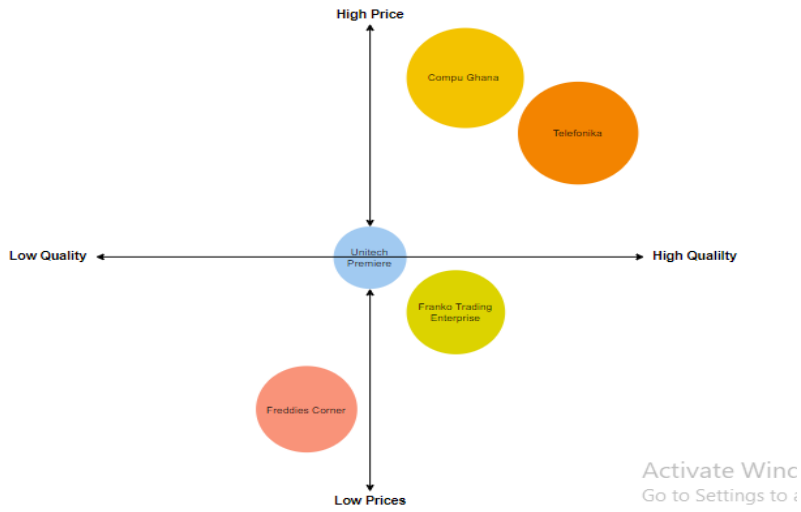 High Price
Compu Ghana
Telefonika
Unitech
Premiere
Low Quality
High Qualilty
Franko Trading
Enterprise
Freddies Corner
Low Prices
Activate Winc
Go to Settings to a